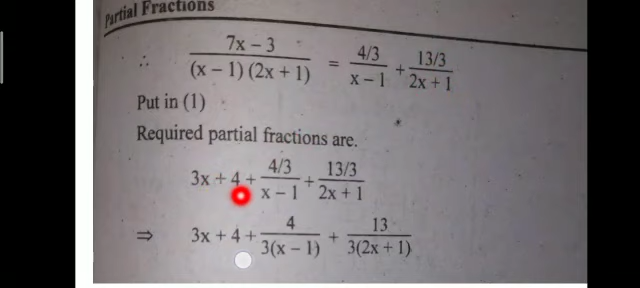 Partial Fractions
∴ (7x – 3)/((x – 1) (2x + 1)) = (4/3)/(x – 1) + (13/3)/(2x + 1)
Put in (1)
Required partial fractions are.
3x + 4 + (4/3)/(x – 1) + (13/3)/(2x + 1)
⇒ 3x + 4 + 4/(3(x – 1)) + 13/(3(2x + 1))